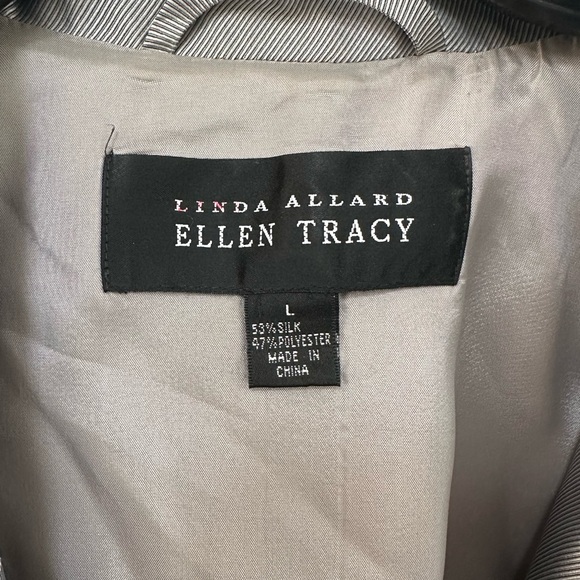 LINDA ALLARD
ELLEN TRACY
L
53%SILK
47%POLYESTER
MADE IN
CHINA